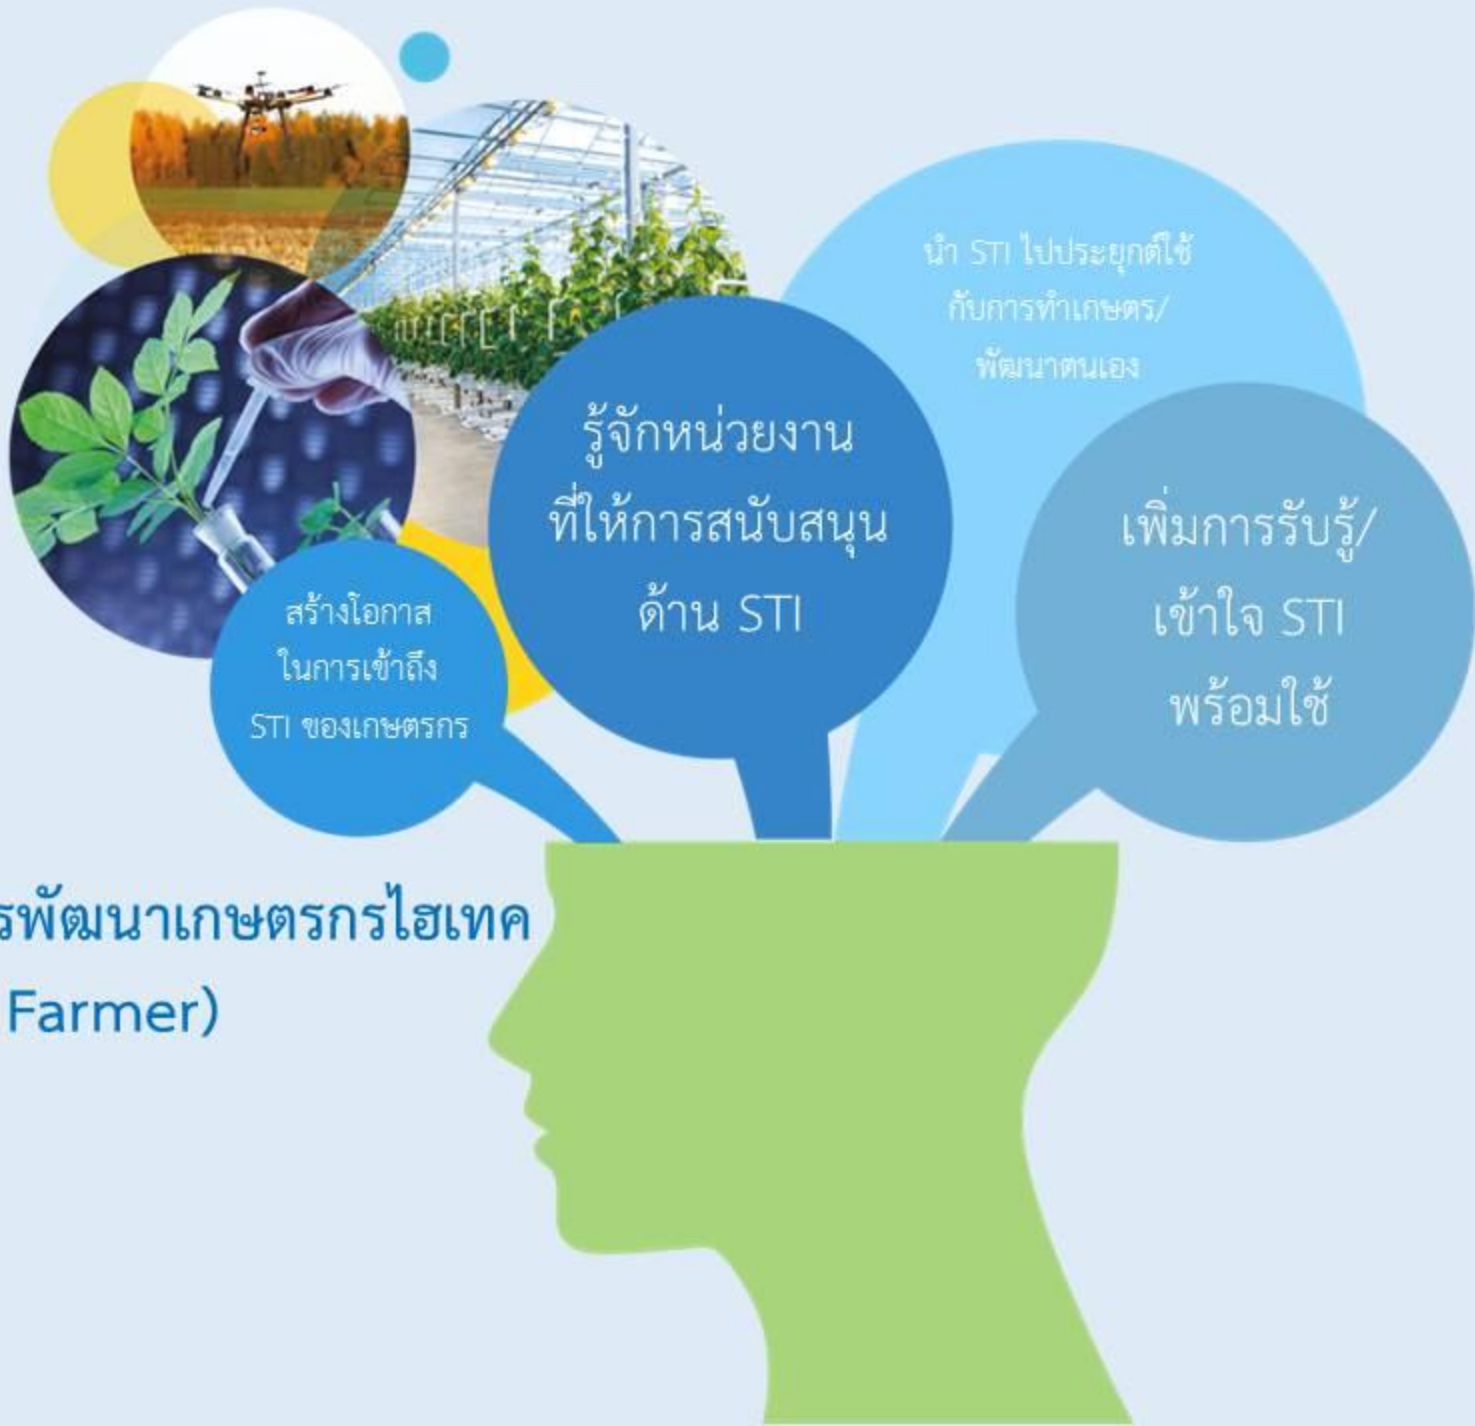 นำ STI ไปประยุกต์ใช้
กับการทำเกษตร/
พัฒนาตนเอง
รู้จักหน่วยงาน
ที่ให้การสนับสนุน
ด้าน STI
เพิ่มการรับรู้/
เข้าใจ STI
พร้อมใช้
สร้างโอกาส
ในการเข้าถึง
STI ของเกษตรกร
รพัฒนาเกษตรกรไฮเทค
Farmer)